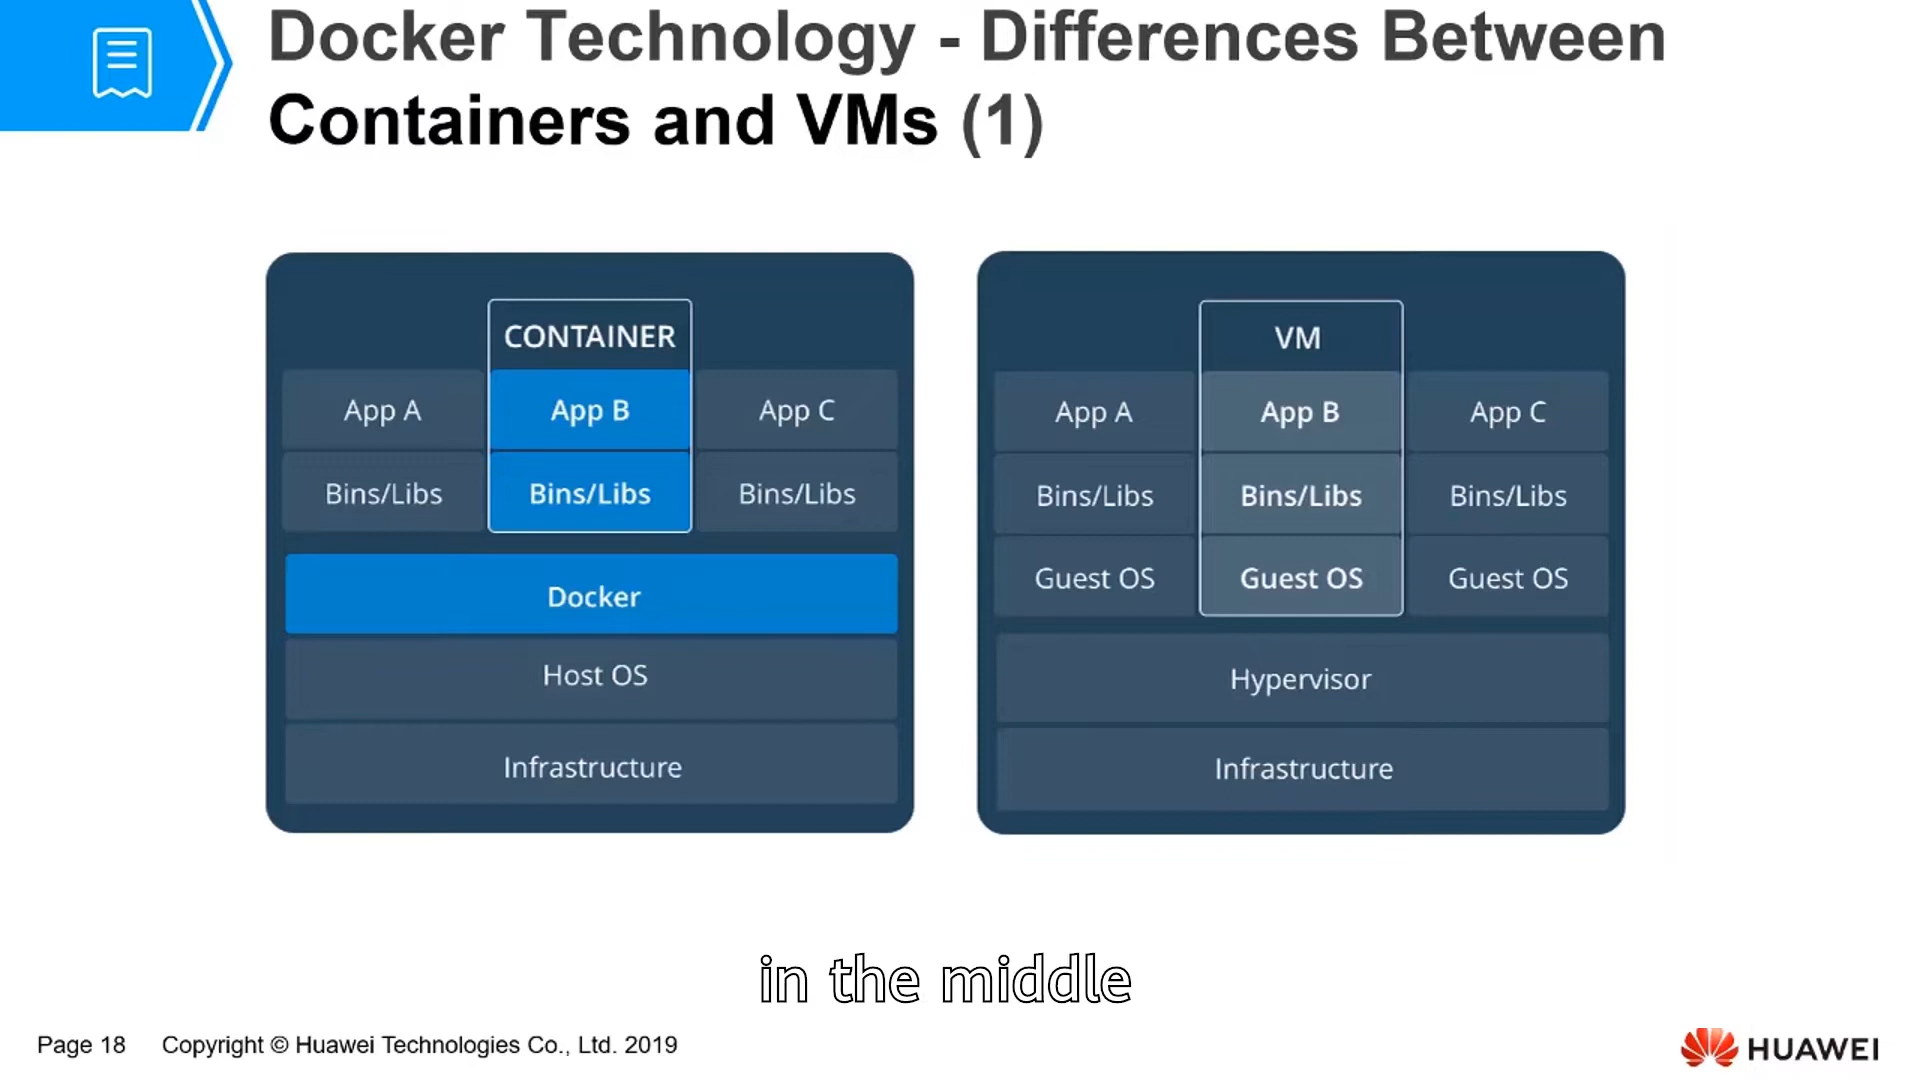 Docker Technology - Differences Between
Containers and VMs (1)
CONTAINER
App A
App B
App C
Bins/Libs
Bins/Libs
Bins/Libs
Docker
Host OS
Infrastructure
VM
App A
App B
App C
Bins/Libs
Bins/Libs
Bins/Libs
Guest OS
Guest OS
Guest OS
Hypervisor
Infrastructure
in the middle
Page 18
Copyright © Huawei Technologies Co., Ltd. 2019
HUAWEI